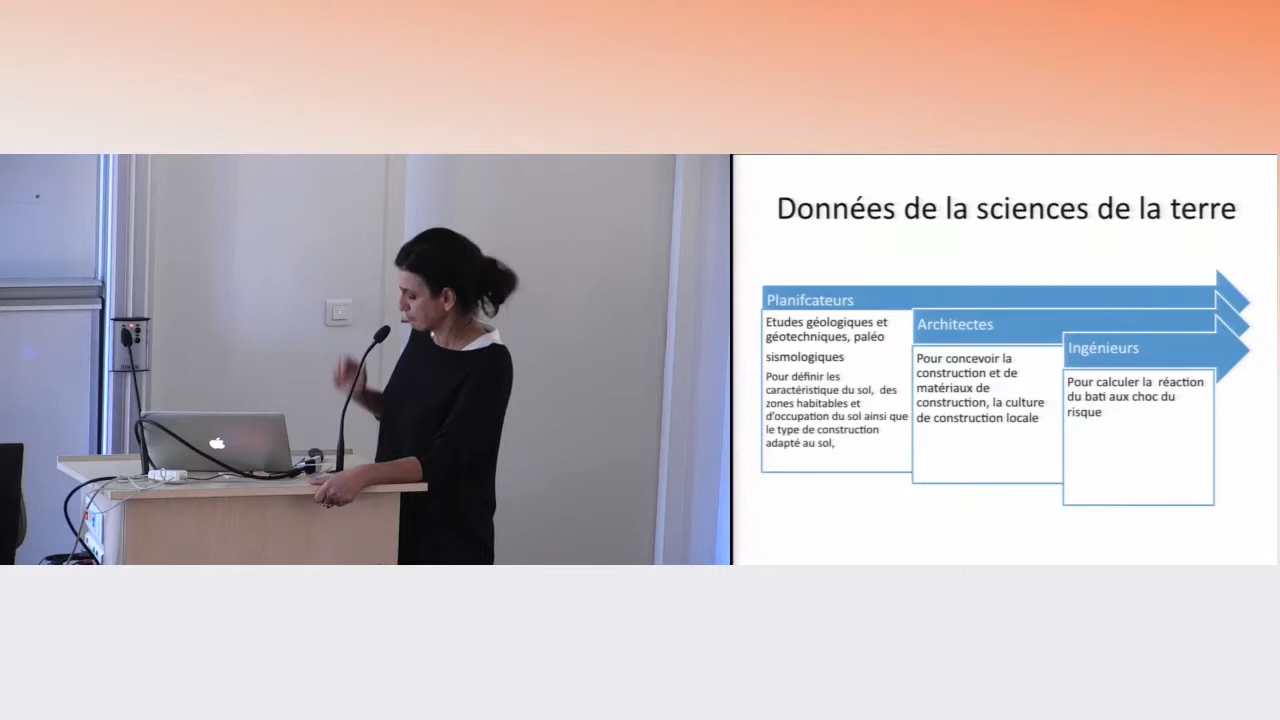 Données de la sciences de la terre
Planifcateurs
Etudes géologiques et
géotechniques, paléo
sismologiques
Pour définir les
caractéristique du sol, des
zones habitables et
d'occupation du sol ainsi que
le type de construction
adapté au sol,
Architectes
Pour concevoir la
construction et de
matériaux de
construction, la culture
de construction locale
Ingénieurs
Pour calculer la réaction
du bati aux choc du
risque